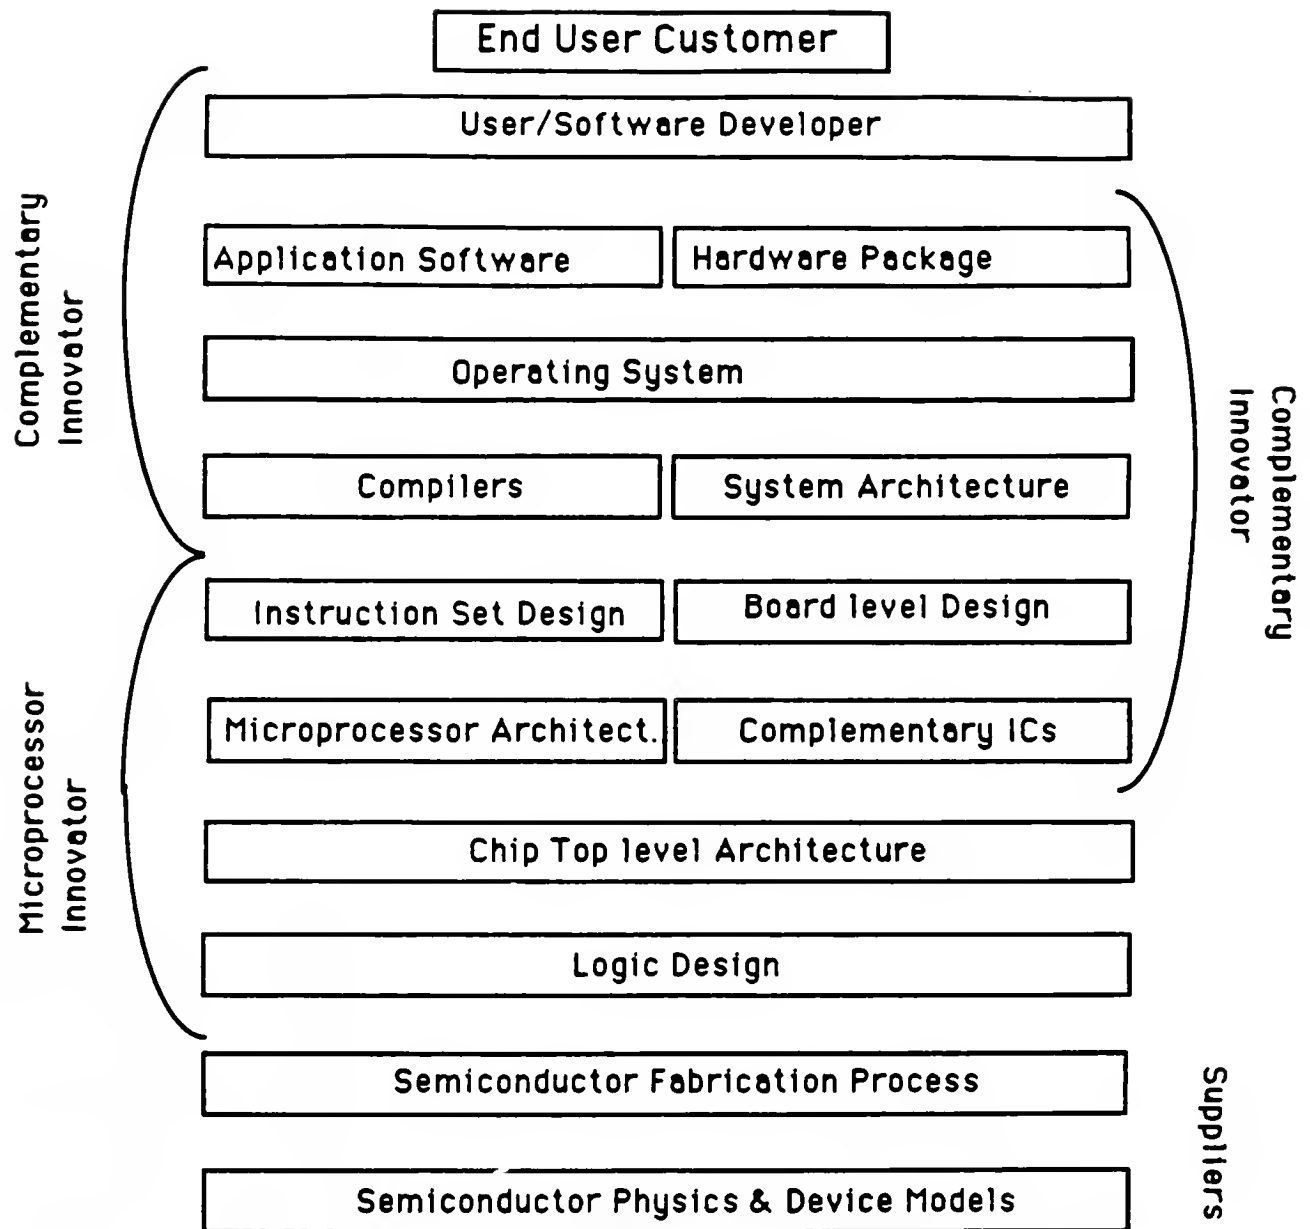 End User Customer
User/Software Developer
Application Software
Hardware Package
Operating System
Compilers
System Architecture
Instruction Set Design
Board level Design
Microprocessor Architect.
Complementary ICs
Chip Top level Architecture
Logic Design
Semiconductor Fabrication Process
Semiconductor Physics & Device Models
Complementary
Innovator
Microprocessor
Innovator
Complementary
Innovator
Suppliers